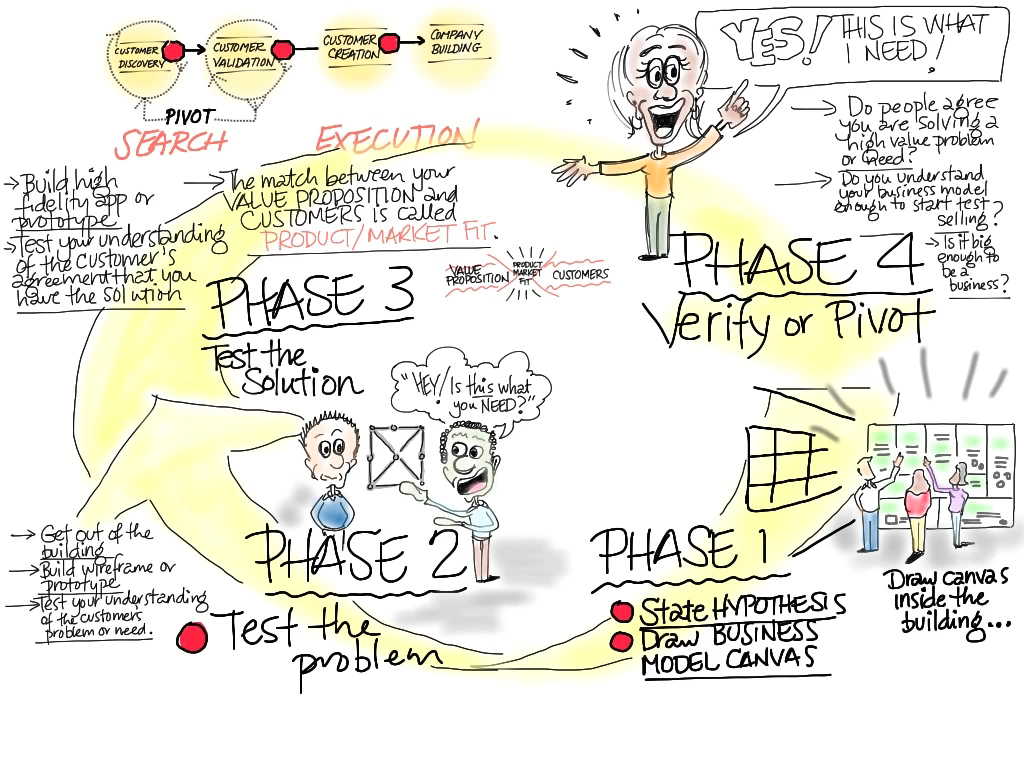 CUSTOMER
DISCOVERY
CUSTOMER
VALIDATION
CUSTOMER
CREATION
COMPANY
BUILDING
PIVOT
SEARCH
EXECUTION
YES! THIS IS WHAT
I NEED!
→ Do people agree
you are solving a
high value problem
or need?
→ Do you understand
your business model
enough to start test
selling?
→ Is it big
enough to
be a
business?
→ Build high
fidelity app or
prototype
→ Test your understanding
of the customer's
agreement that you
have the solution
→ The match between your
VALUE PROPOSITION and
CUSTOMERS is called
PRODUCT/MARKET FIT.
VALUE
PROPOSITION
PRODUCT
MARKET
FIT
CUSTOMERS
PHASE 3
Test the
Solution
PHASE 4
Verify or Pivot
"HEY! Is this what
you NEED?"
→ Get out of the
building
→ Build wireframe or
prototype
→ Test your understanding
of the customers
problem or need.
PHASE 2
Test the
problem
PHASE 1
State HYPOTHESIS
Draw BUSINESS
MODEL CANVAS
Draw canvas
inside the
building...